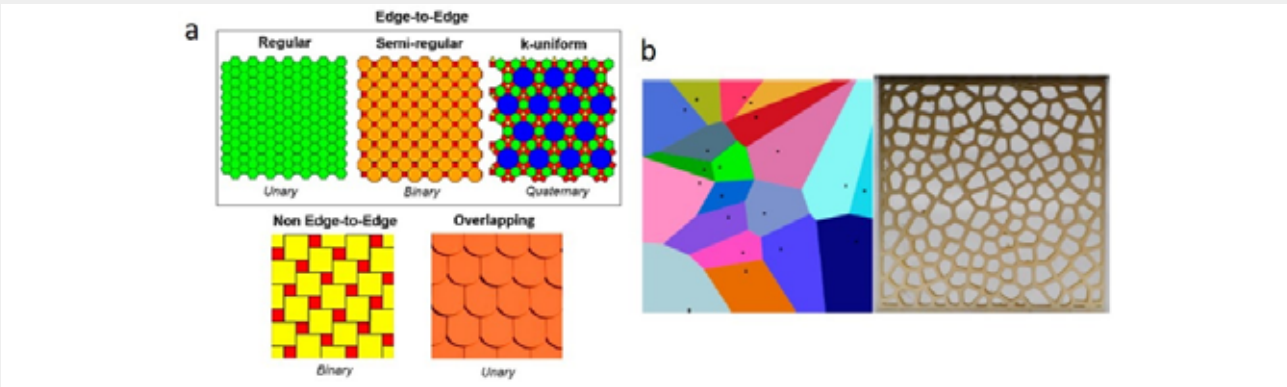 a
Edge-to-Edge
Regular
Semi-regular
k-uniform
Unary
Binary
Quaternary
Non Edge-to-Edge
Overlapping
Binary
Unary
b